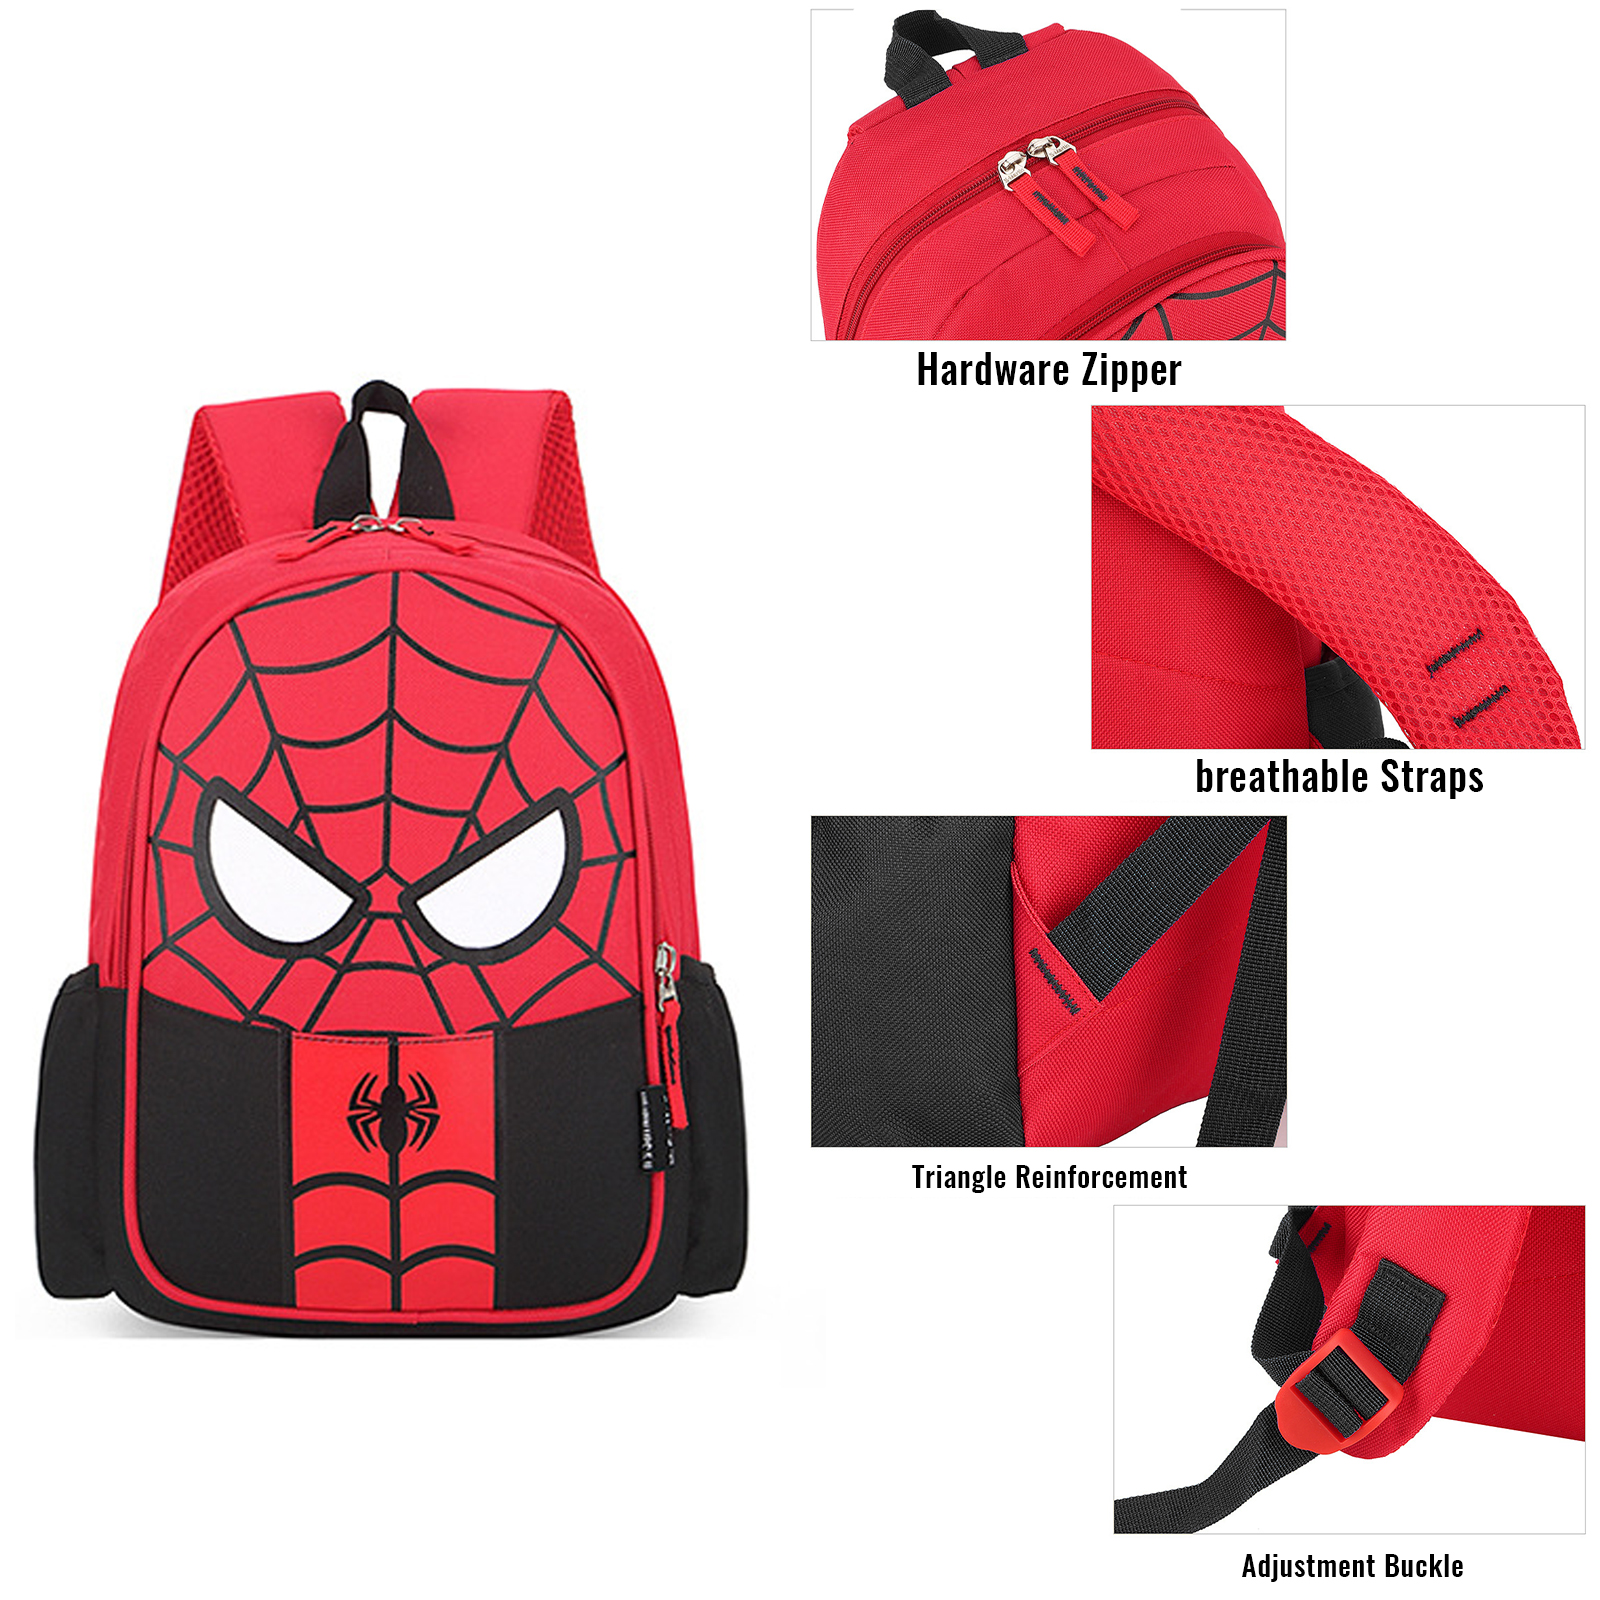 Hardware Zipper
breathable Straps
Triangle Reinforcement
Adjustment Buckle